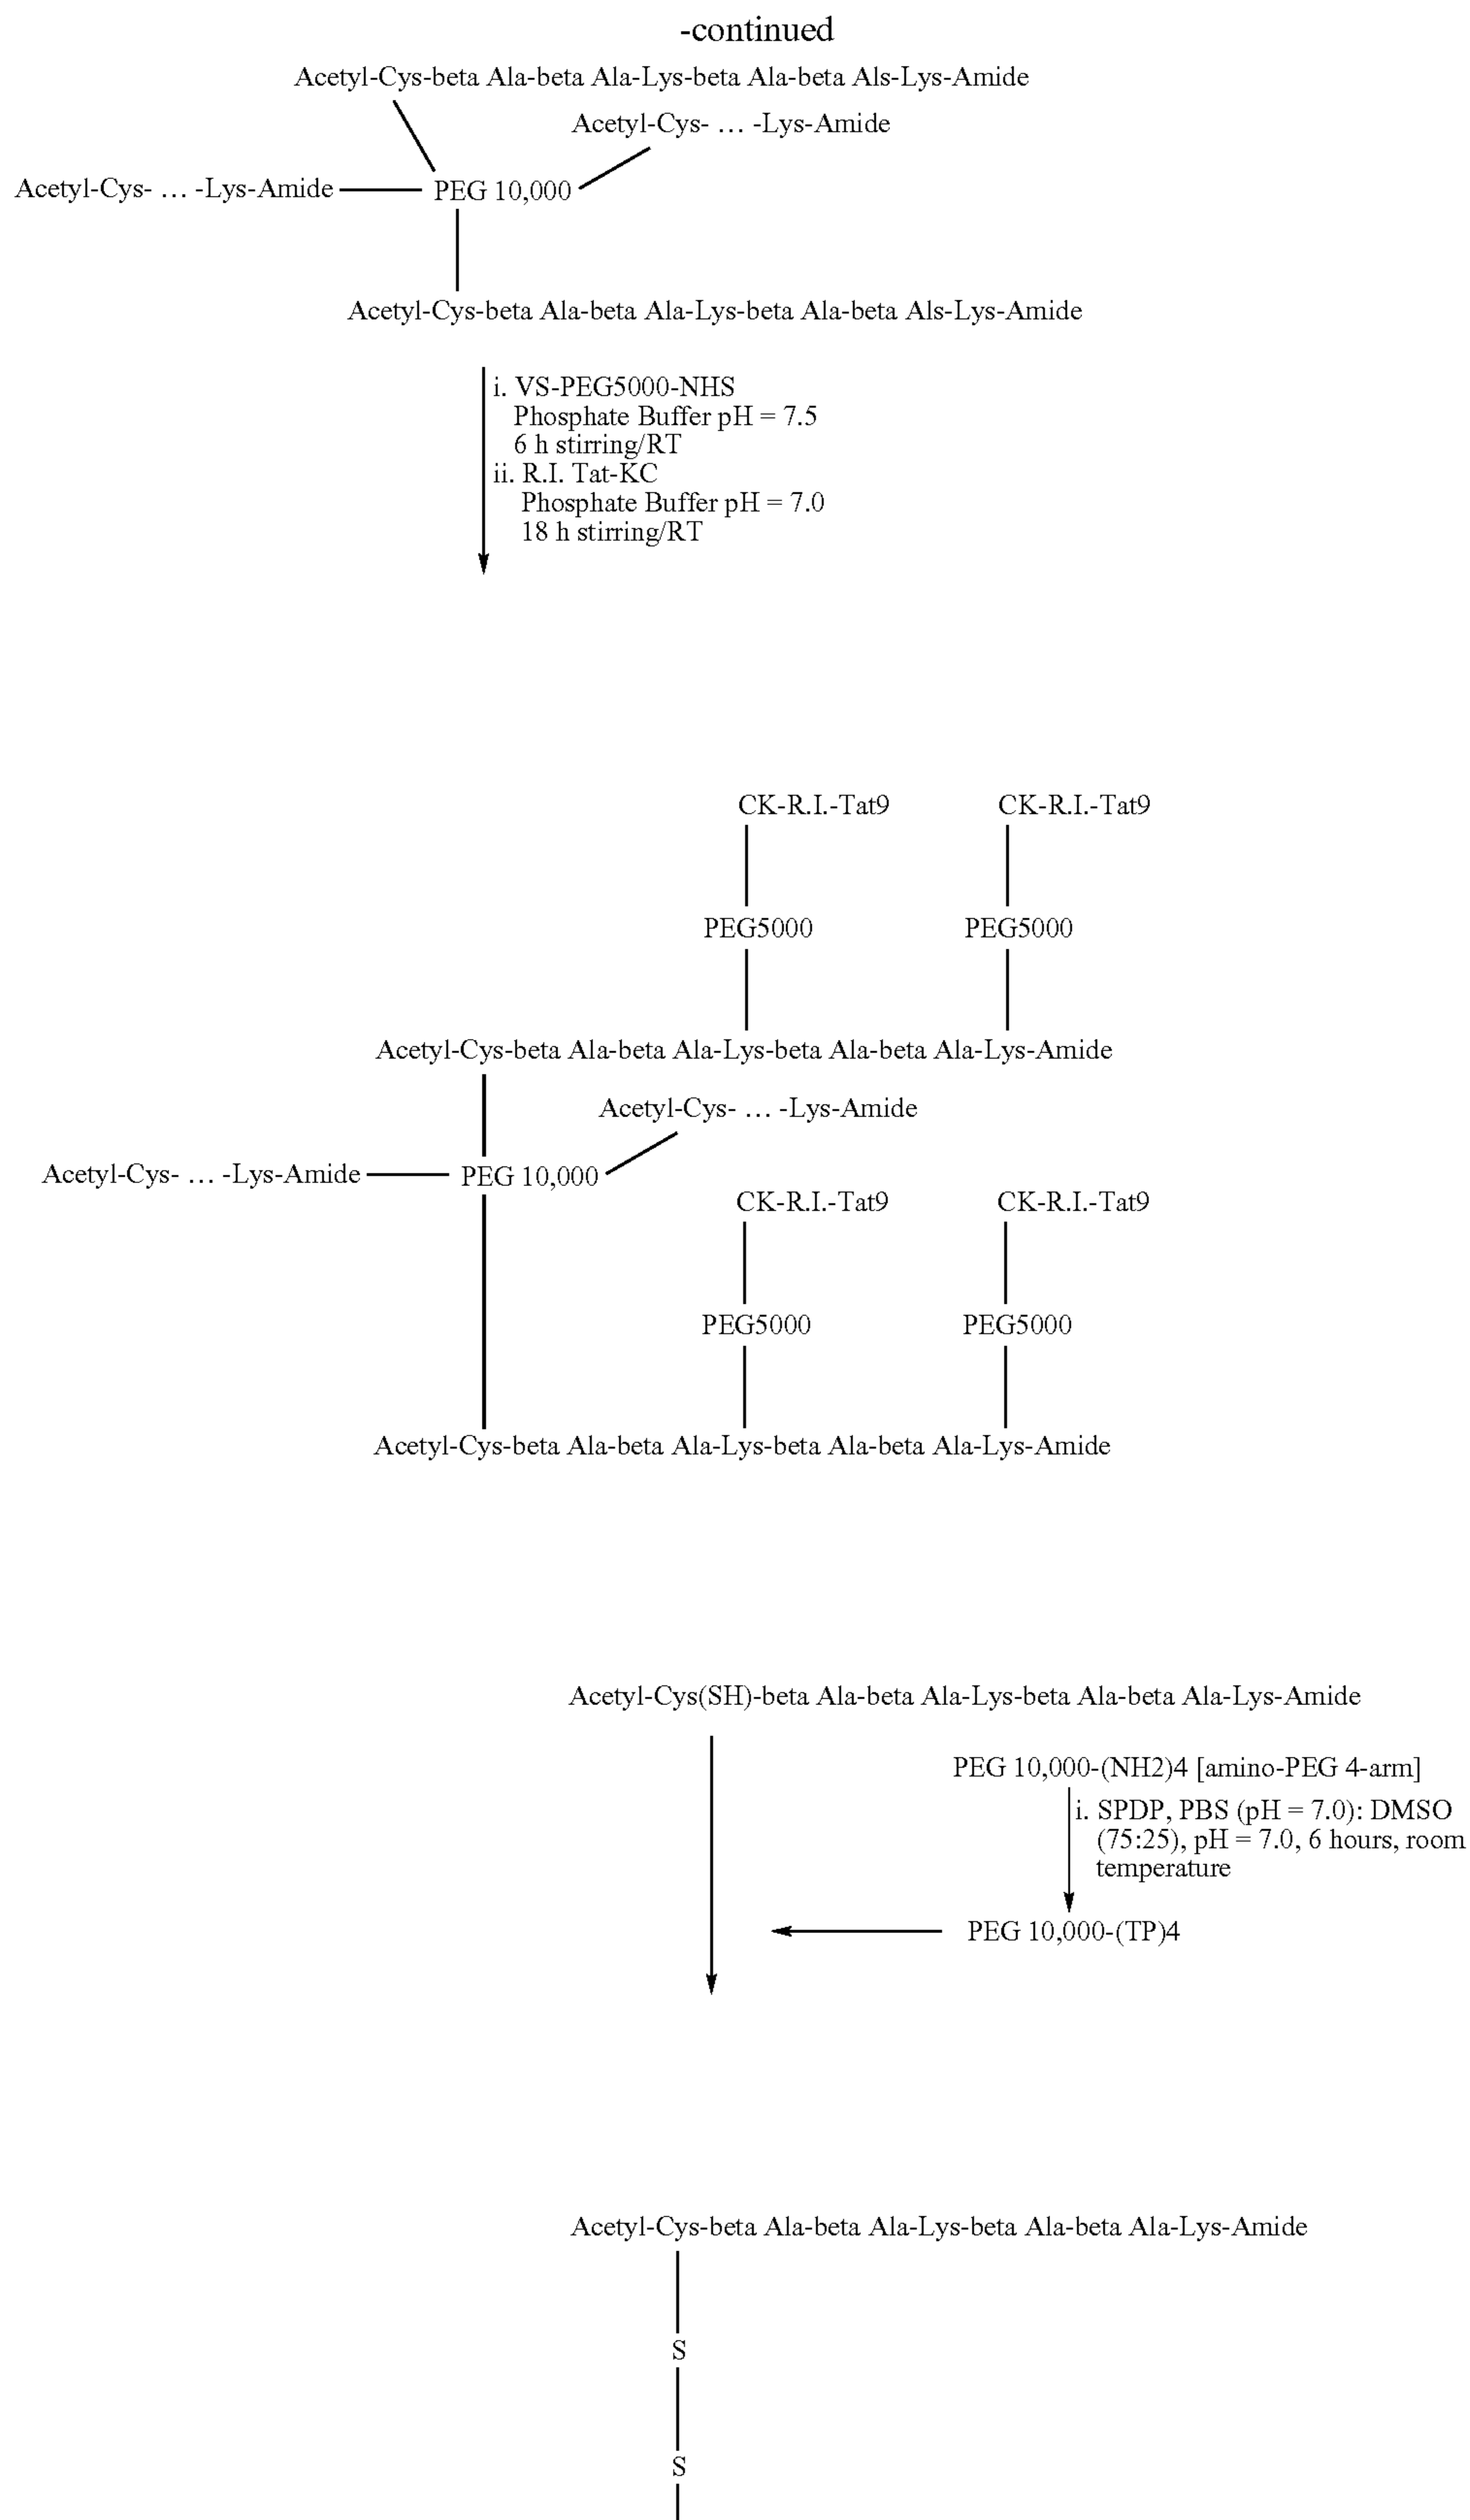 -continued
Acetyl-Cys-beta Ala-beta Ala-Lys-beta Ala-beta Als-Lys-Amide
Acetyl-Cys- … -Lys-Amide
Acetyl-Cys- … -Lys-Amide
PEG 10,000
Acetyl-Cys-beta Ala-beta Ala-Lys-beta Ala-beta Als-Lys-Amide
i. VS-PEG5000-NHS
Phosphate Buffer pH = 7.5
6 h stirring/RT
ii. R.I. Tat-KC
Phosphate Buffer pH = 7.0
18 h stirring/RT
CK-R.I.-Tat9
CK-R.I.-Tat9
PEG5000
PEG5000
Acetyl-Cys-beta Ala-beta Ala-Lys-beta Ala-beta Ala-Lys-Amide
Acetyl-Cys- … -Lys-Amide
Acetyl-Cys- … -Lys-Amide
PEG 10,000
CK-R.I.-Tat9
CK-R.I.-Tat9
PEG5000
PEG5000
Acetyl-Cys-beta Ala-beta Ala-Lys-beta Ala-beta Ala-Lys-Amide
Acetyl-Cys(SH)-beta Ala-beta Ala-Lys-beta Ala-beta Ala-Lys-Amide
PEG 10,000-(NH2)4 [amino-PEG 4-arm]
i. SPDP, PBS (pH = 7.0): DMSO
(75:25), pH = 7.0, 6 hours, room
temperature
PEG 10,000-(TP)4
Acetyl-Cys-beta Ala-beta Ala-Lys-beta Ala-beta Ala-Lys-Amide
S
S